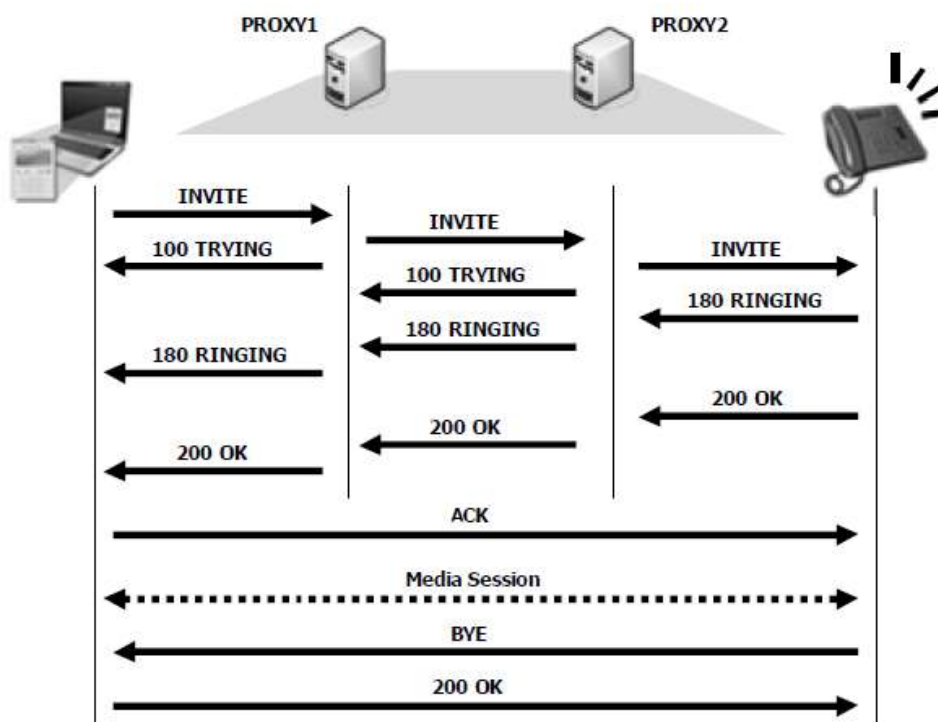 PROXY1
PROXY2
INVITE
INVITE
100 TRYING
INVITE
100 TRYING
180 RINGING
180 RINGING
180 RINGING
200 OK
200 OK
200 OK
ACK
Media Session
BYE
200 OK